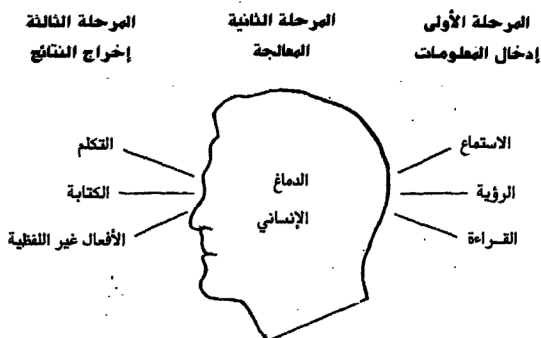 المرحلة الأولى
إدخال المعلومات
المرحلة الثانية
المعالجة
المرحلة الثالثة
إخراج النتائج
الاستماع
الرؤية
القراءة
الدماغ
الإنساني
التكلم
الكتابة
الأفعال غير اللفظية